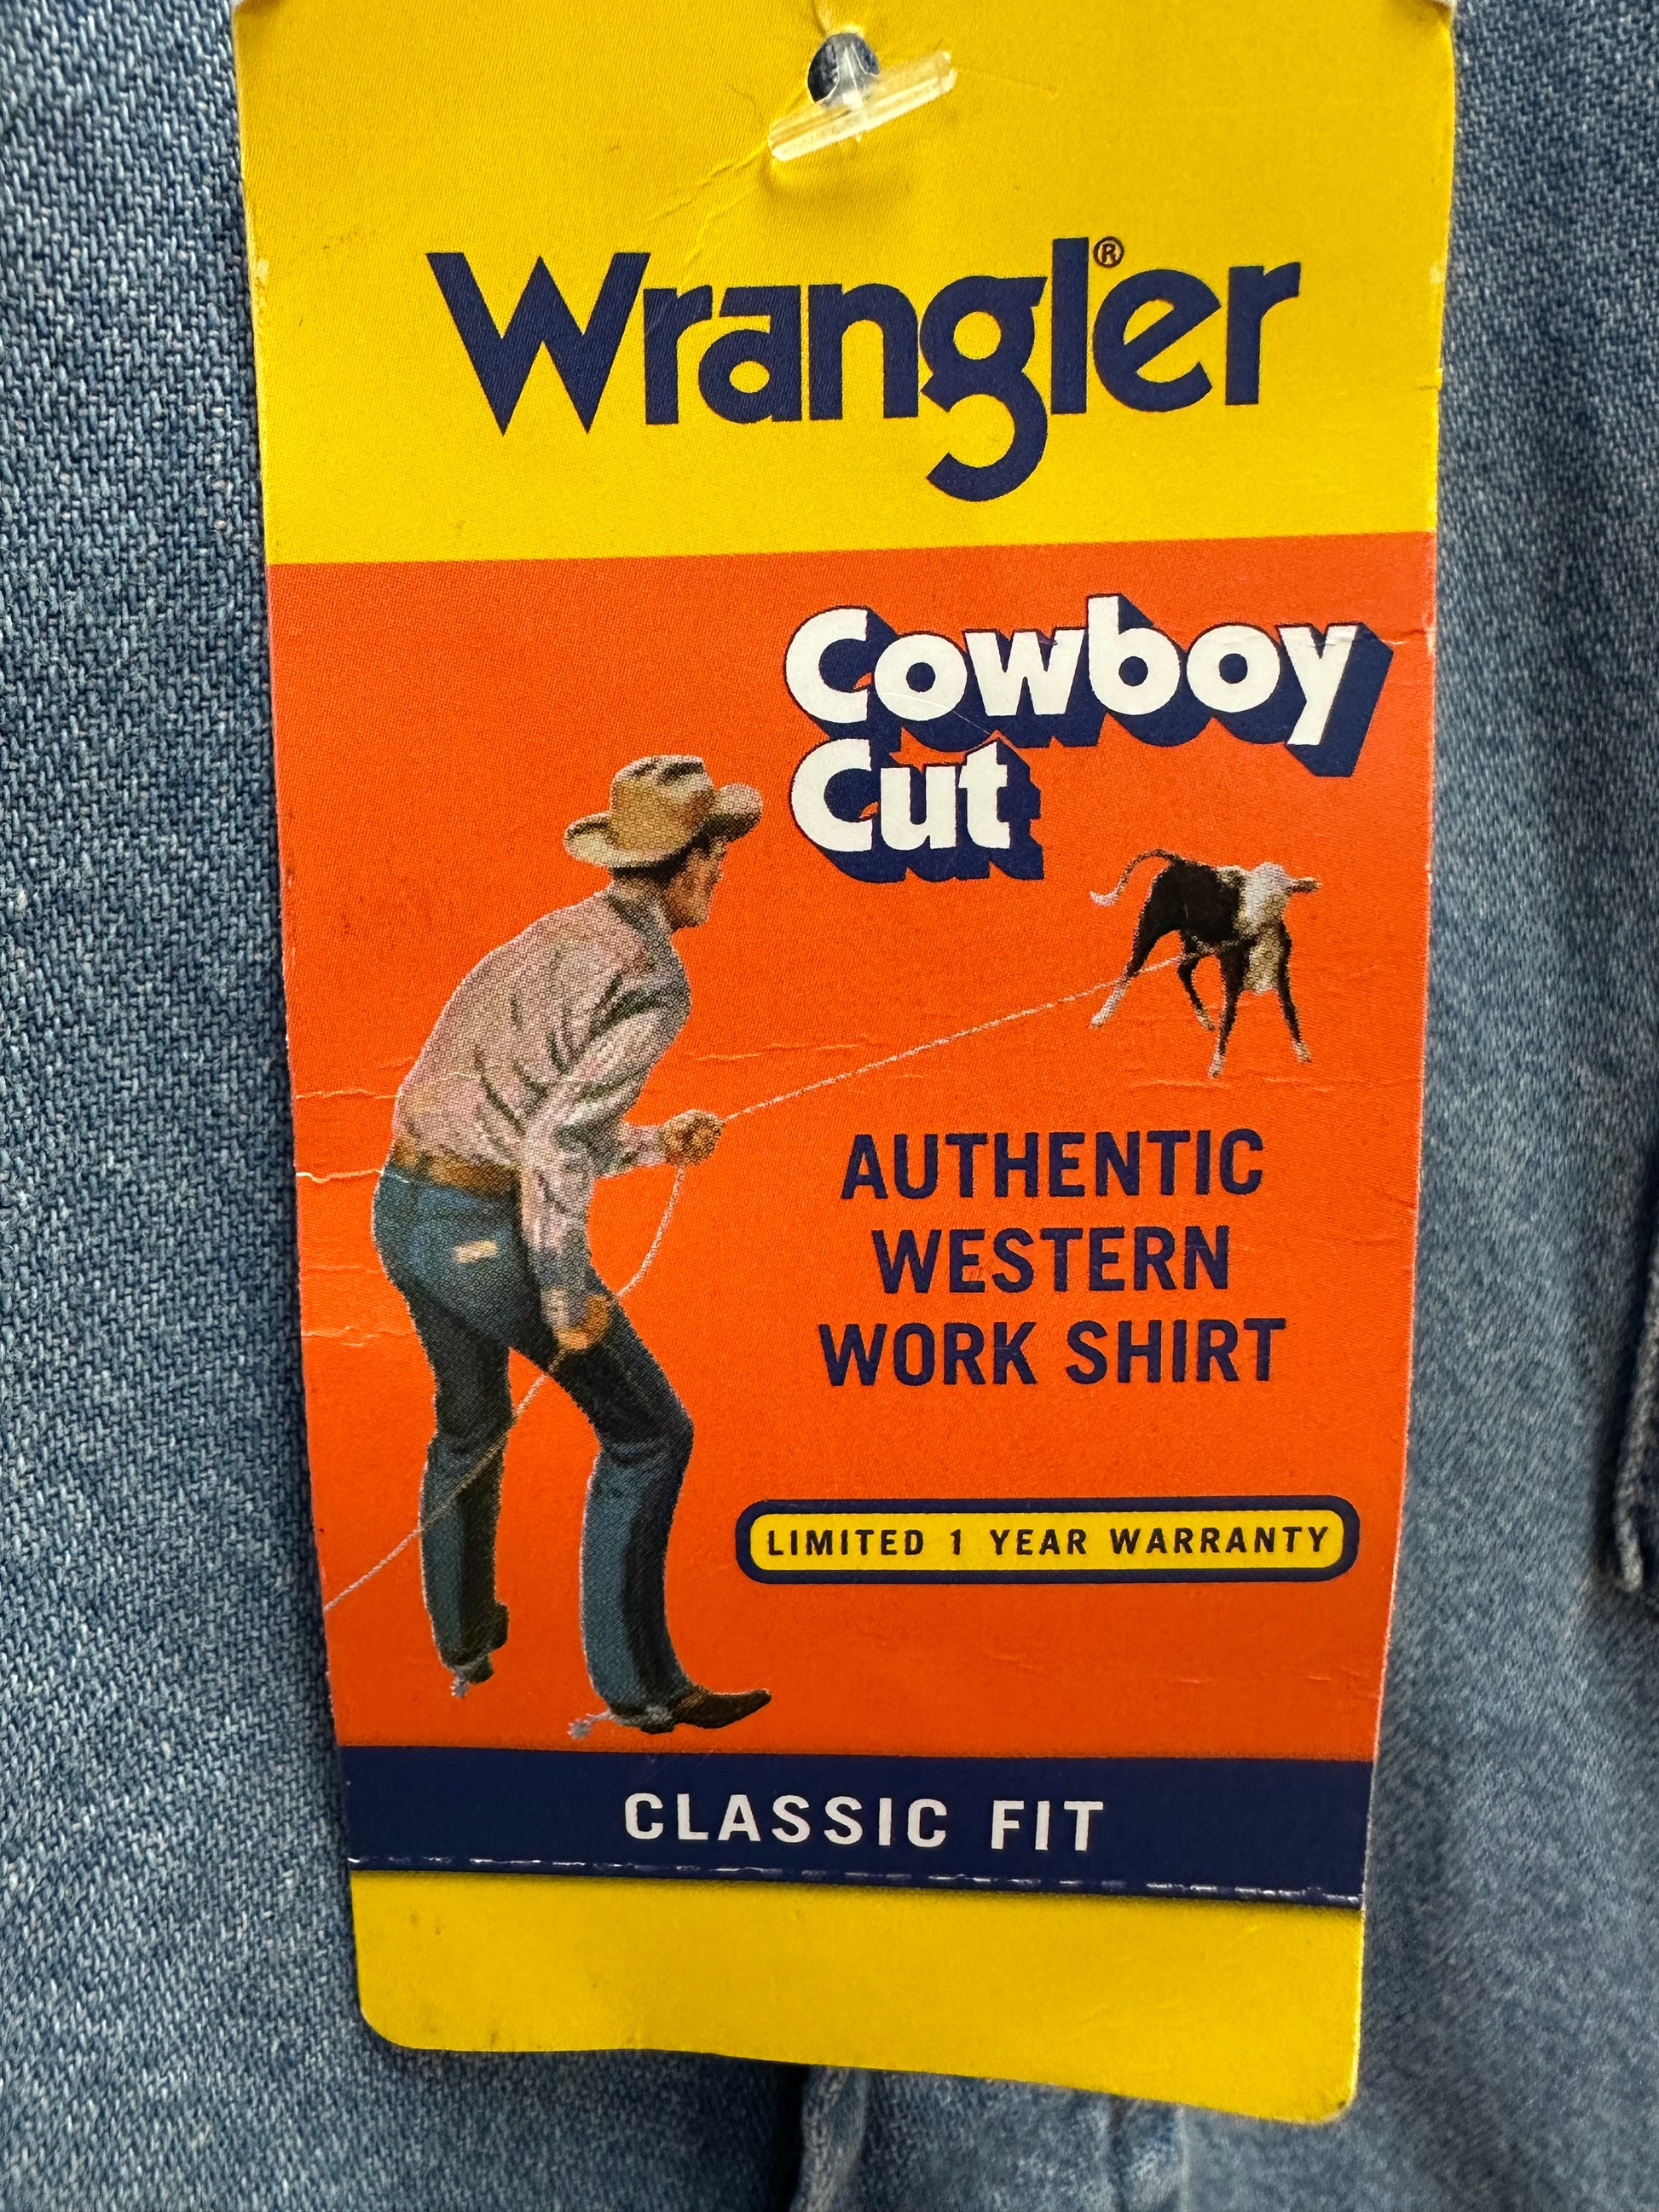 Wrangler®
Cowboy
Cut
AUTHENTIC
WESTERN
WORK SHIRT
LIMITED 1 YEAR WARRANTY
CLASSIC FIT